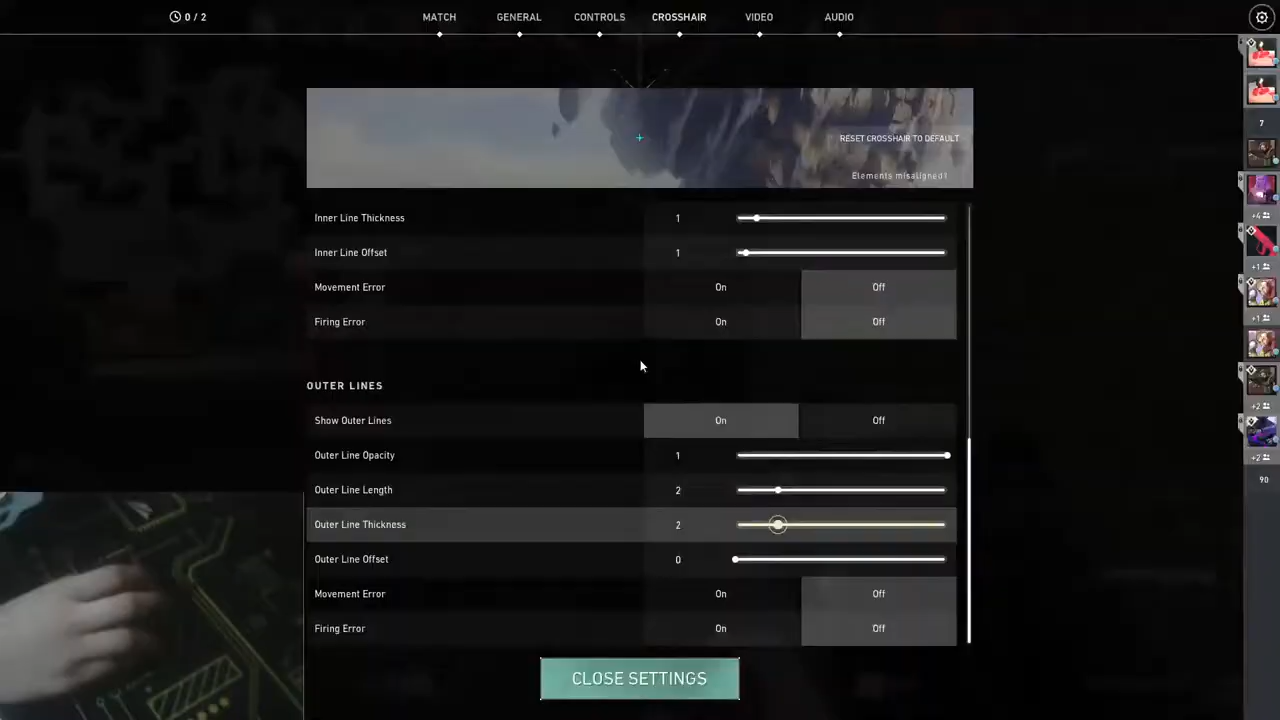 0 / 2
MATCH GENERAL CONTROLS CROSSHAIR VIDEO AUDIO
RESET CROSSHAIR TO DEFAULT
Elements misaligned!
Inner Line Thickness 1
Inner Line Offset 1
Movement Error On Off
Firing Error On Off
OUTER LINES
Show Outer Lines On Off
Outer Line Opacity 1
Outer Line Length 2
Outer Line Thickness 2
Outer Line Offset 0
Movement Error On Off
Firing Error On Off
CLOSE SETTINGS
7
+4
+1
+1
+2
+2
90